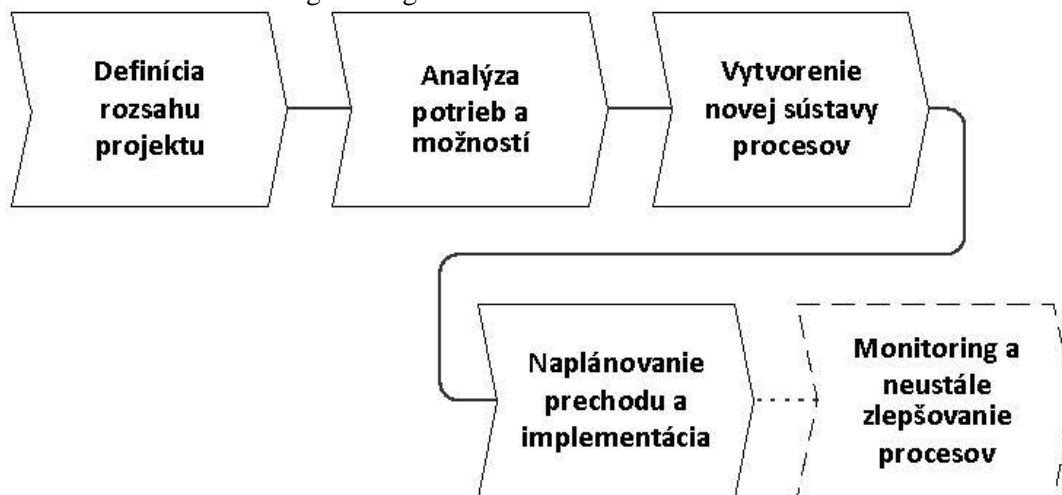 Definícia
rozsahu
projektu
Analýza
potrieb a
možností
Vytvorenie
novej sústavy
procesov
Naplánovanie
prechodu a
implementácia
Monitoring a
neustále
zlepšovanie
procesov